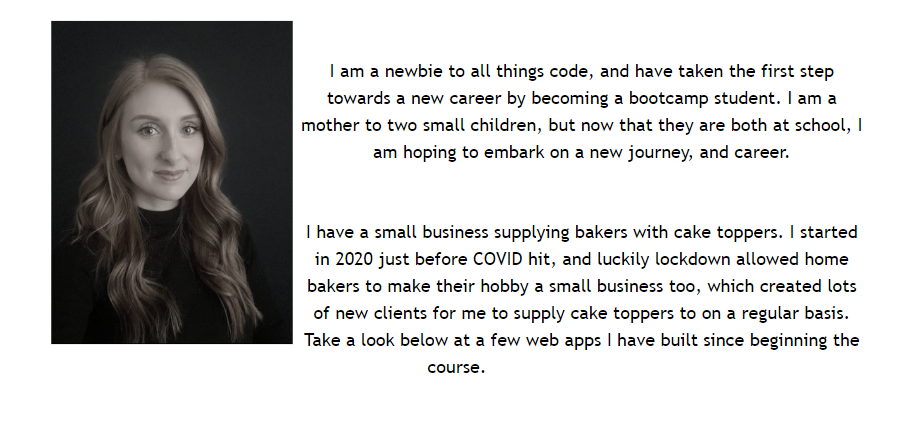 I am a newbie to all things code, and have taken the first step
towards a new career by becoming a bootcamp student. I am a
mother to two small children, but now that they are both at school, I
am hoping to embark on a new journey, and career.
I have a small business supplying bakers with cake toppers. I started
in 2020 just before COVID hit, and luckily lockdown allowed home
bakers to make their hobby a small business too, which created lots
of new clients for me to supply cake toppers to on a regular basis.
Take a look below at a few web apps I have built since beginning the
course.